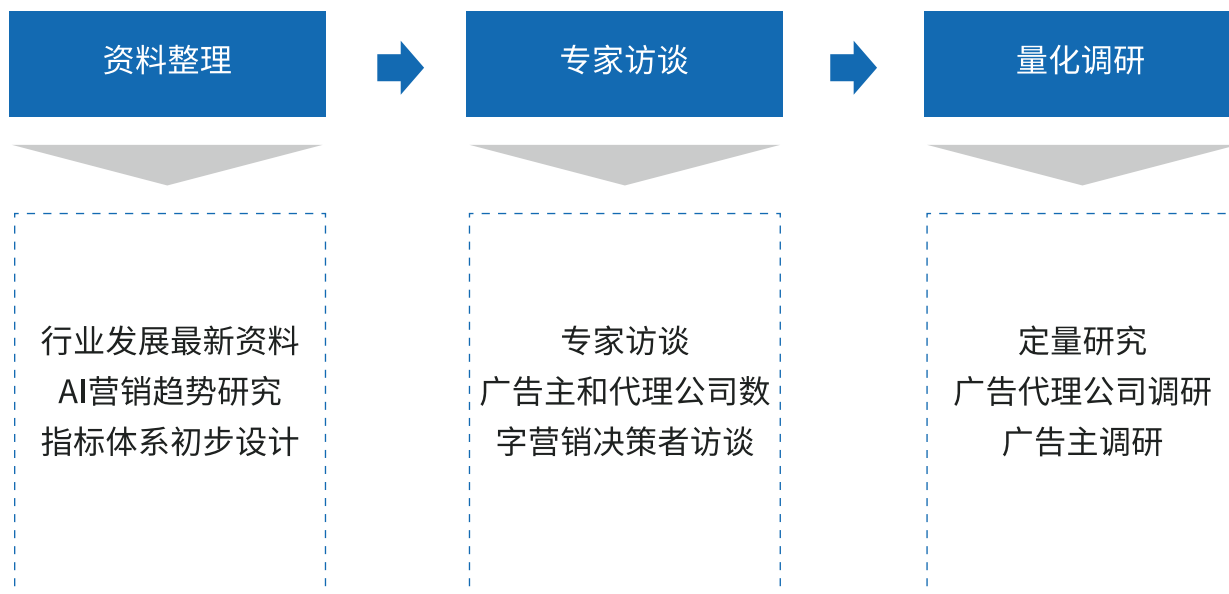 资料整理
专家访谈
量化调研
行业发展最新资料
AI营销趋势研究
指标体系初步设计
专家访谈
广告主和代理公司数
字营销决策者访谈
定量研究
广告代理公司调研
广告主调研